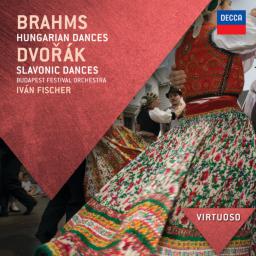 BRAHMS
HUNGARIAN DANCES
DVOŘÁK
SLAVONIC DANCES
BUDAPEST FESTIVAL ORCHESTRA
IVÁN FISCHER
DECCA
VIRTUOSO